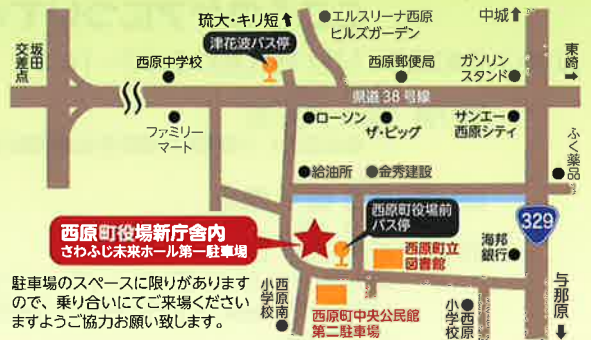 琉大・キリ短⬆
●エルスリーナ西原
ヒルズガーデン
中城⬆
坂田
交差点
西原中学校
津花波バス停
西原郵便局
ガソリン
スタンド●
東崎➡
県道38号線
ファミリー
マート
●ローソン
ザ・ビッグ
サンエー
西原シティ
ふく薬品
●給油所
●金秀建設
西原町役場前
バス停
329
西原町役場新庁舎内
さわふじ未来ホール第一駐車場
西原町立
図書館
海邦
銀行●
与那原⬇
駐車場のスペースに限りがあります
ので、乗り合いにてご来場ください
ますようご協力お願い致します。
西原南
小学校
西原町中央公民館
第二駐車場
●西原
小学校